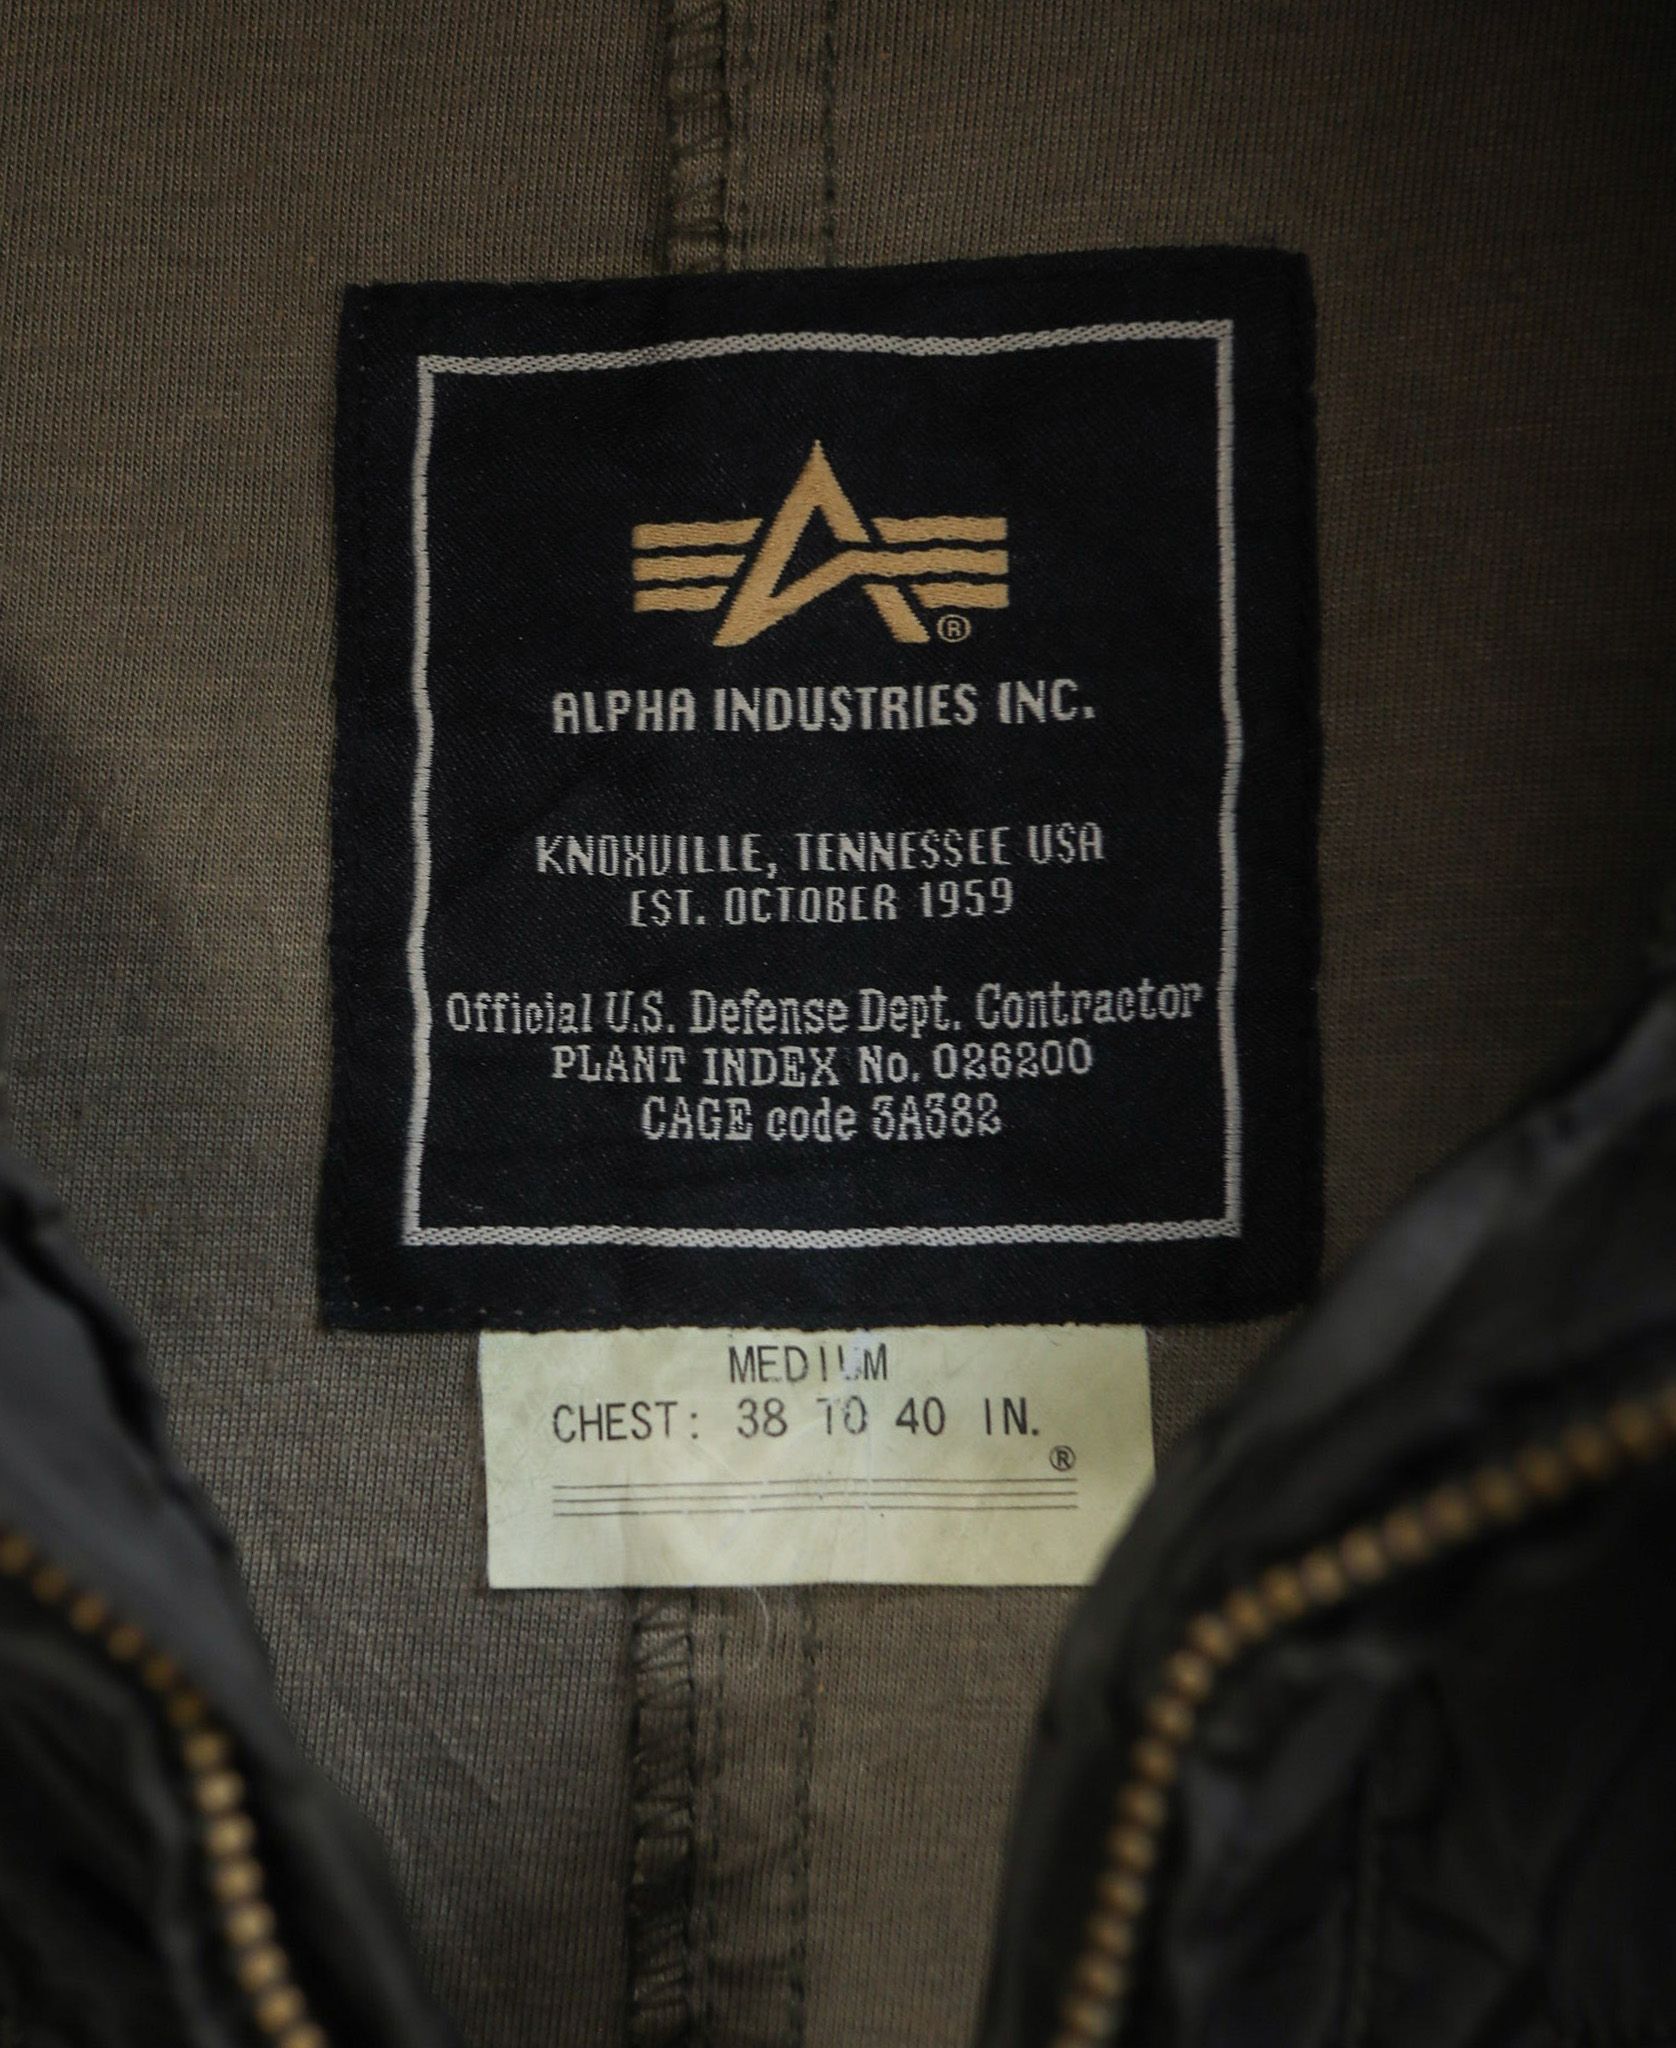 ®
ALPHA INDUSTRIES INC.
KNOXVILLE, TENNESSEE USA
EST. OCTOBER 1959
Official U.S. Defense Dept. Contractor
PLANT INDEX No. 026200
CAGE code 3A382
MEDIUM
CHEST: 38 TO 40 IN.
®